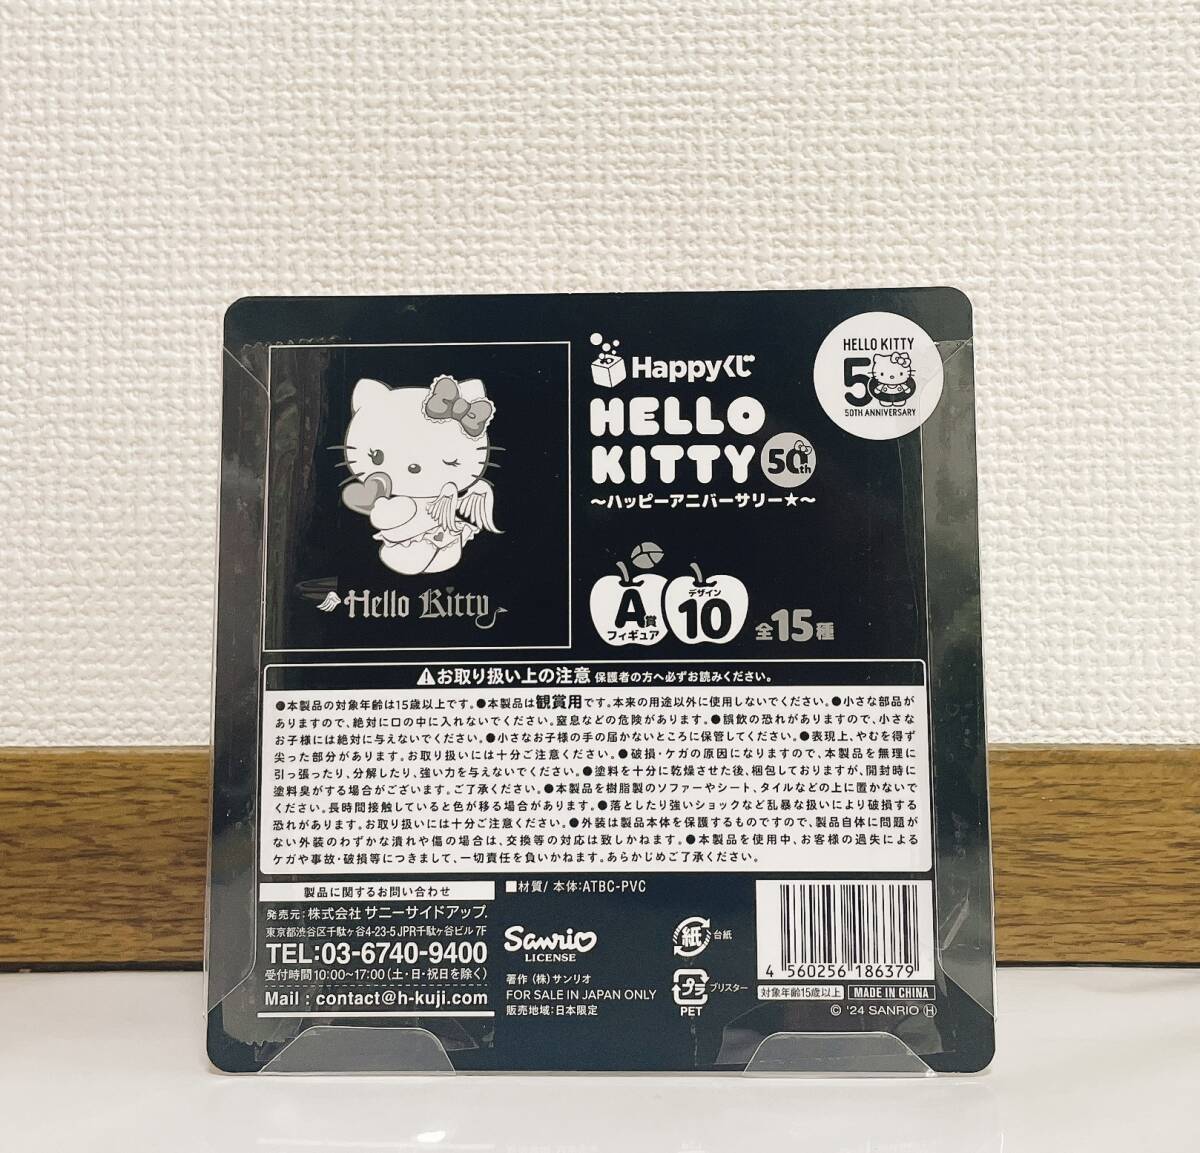 Hello Kitty
Happyくじ
HELLO
KITTY 50th
～ハッピーアニバーサリー★～
HELLO KITTY
50
50TH ANNIVERSARY
A賞
フィギュア
デザイン
10
全15種
お取り扱い上の注意 保護者の方へ必ずお読みください。
●本製品の対象年齢は15歳以上です。●本製品は観賞用です。本来の用途以外に使用しないでください。●小さな部品が
ありますので、絶対に口の中に入れないでください。窒息などの危険があります。●誤飲の恐れがありますので、小さな
お子様には絶対に与えないでください。●小さなお子様の手の届かないところに保管してください。●表現上、やむを得ず
尖った部分があります。お取り扱いには十分ご注意ください。●破損・ケガの原因になりますので、本製品を無理に
引っ張ったり、分解したり、強い力を与えないでください。●塗料を十分に乾燥させた後、梱包しておりますが、開封時に
塗料臭がする場合がございます。ご了承ください。●本製品を樹脂製のソファーやシート、タイルなどの上に置かないで
ください。長時間接触していると色が移る場合があります。●落としたり強いショックなど乱暴な扱いにより破損する
恐れがあります。お取り扱いには十分ご注意ください。●外装は製品本体を保護するものですので、製品自体に問題が
ない外装のわずかな潰れや傷の場合は、交換等の対応は致しかねます。●本製品を使用中、お客様の過失による
ケガや事故・破損等につきまして、一切責任を負いかねます。あらかじめご了承ください。
製品に関するお問い合わせ
発売元：株式会社 サニーサイドアップ.
東京都渋谷区千駄ヶ谷4-23-5 JPR千駄ヶ谷ビル 7F
TEL:03-6740-9400
受付時間10:00～17:00（土・日・祝日を除く）
Mail : contact@h-kuji.com
■材質/ 本体:ATBC-PVC
Sanrio
LICENSE
著作 (株) サンリオ
FOR SALE IN JAPAN ONLY
販売地域：日本限定
紙 台紙
プラ ブリスター
PET
4 560256 186379
対象年齢15歳以上 MADE IN CHINA
© '24 SANRIO Ⓗ